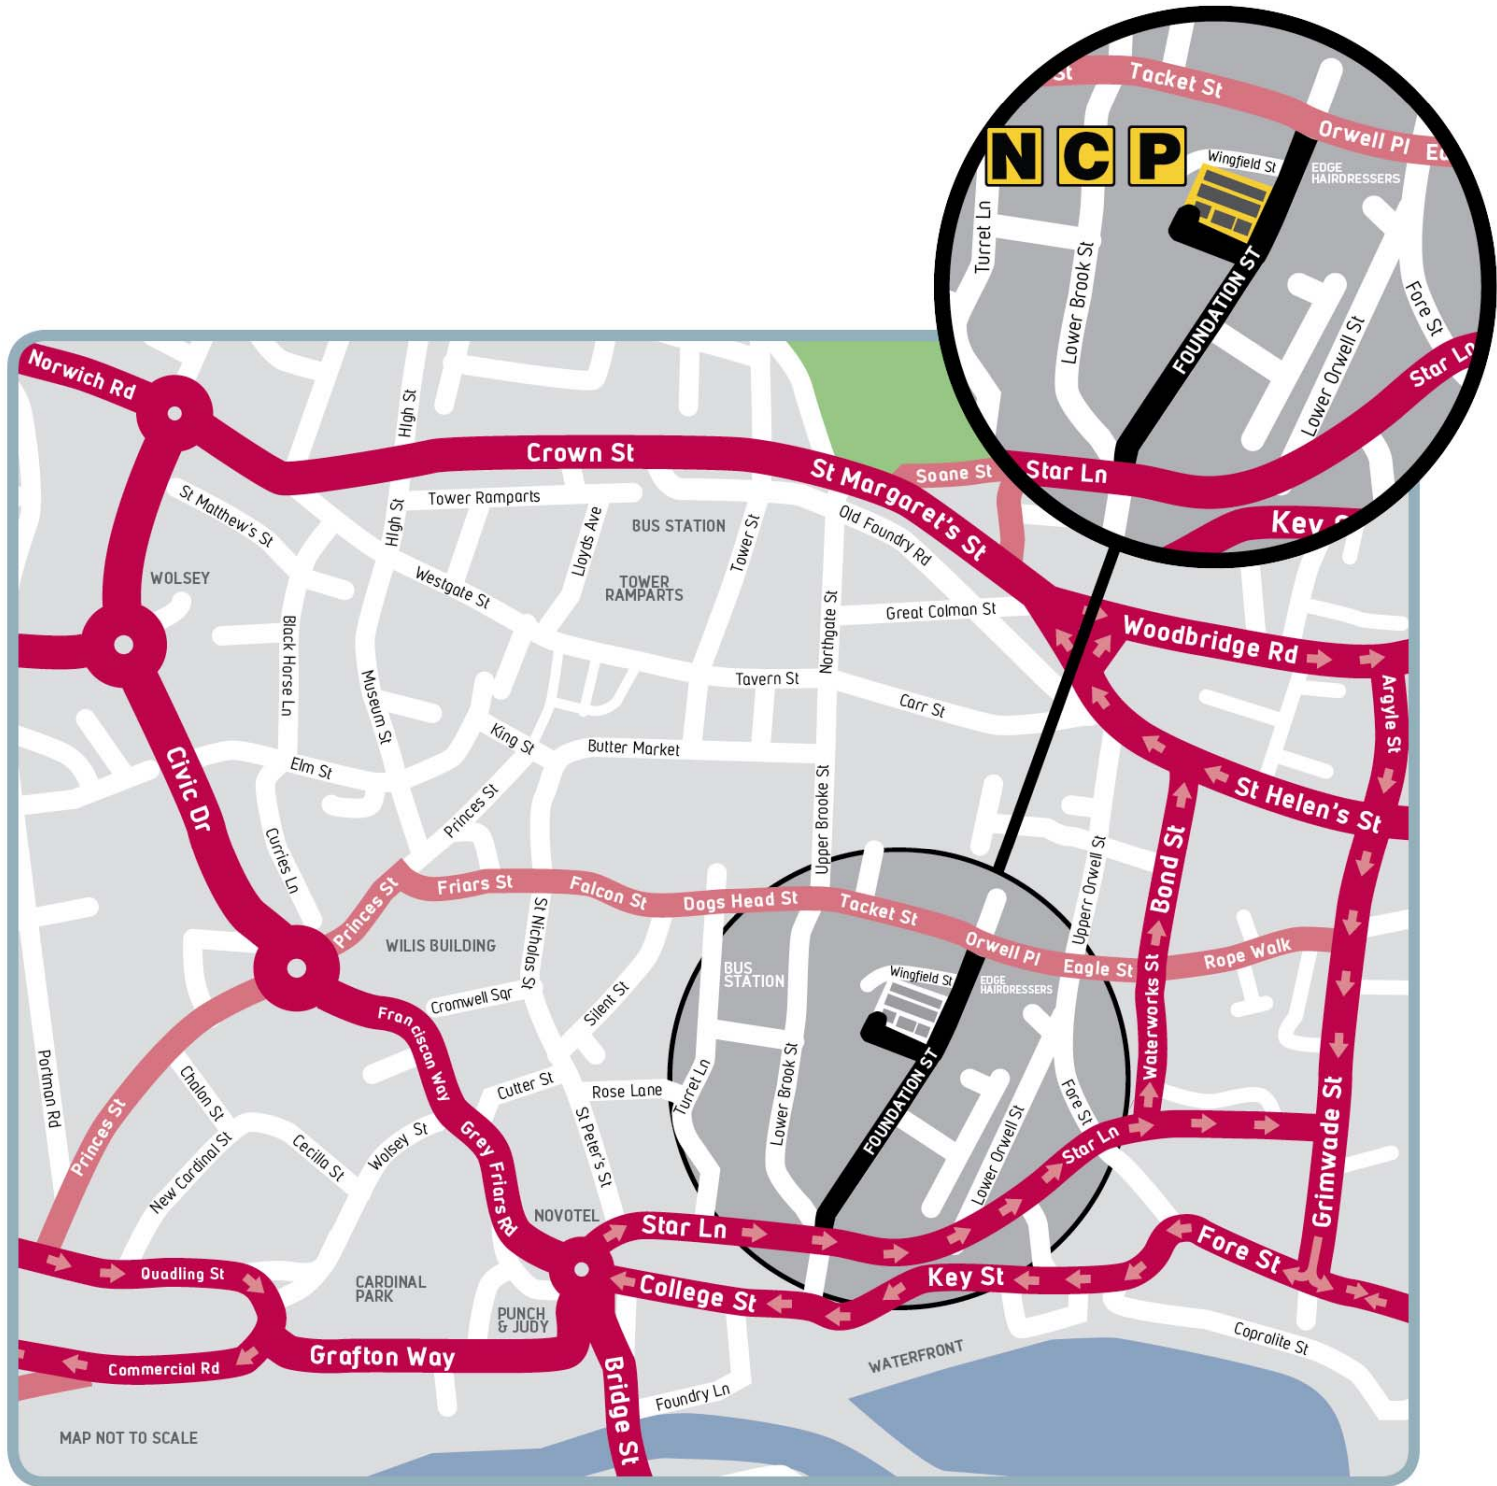 St
Tacket St
Orwell Pl
NCP
Wingfield St
EDGE
HAIRDRESSERS
Turret Ln
Lower Brook St
FOUNDATION ST
Fore St
Lower Orwell St
Star Ln
Star Ln
Key
Norwich Rd
HIgh St
Crown St
St Margaret's St
Soane St
St Matthew's St
HIgh St
Tower Ramparts
Lloyds Ave
BUS STATION
Tower St
Old Foundry Rd
WOLSEY
Westgate St
TOWER
RAMPARTS
Northgate St
Great Colman St
Woodbridge Rd
Black Horse Ln
Museum St
Tavern St
Carr St
Argyle St
King St
Butter Market
Civic Dr
Elm St
Princes St
Upper Brooke St
St Helen's St
Curries Ln
Upperr Orwell St
Bond St
Princes St
Friars St
Falcon St
Dogs Head St
Tacket St
Orwell Pl
Eagle St
Rope Walk
WILIS BUILDING
St Nicholas St
BUS
STATION
Wingfield St
EDGE
HAIRDRESSERS
Waterworks St
Cromwell Sqr
Silent St
Franciscan Way
Portman Rd
Princes St
Chalon St
Cutter St
Rose Lane
Turret Ln
Lower Brook St
FOUNDATION ST
Fore St
Lower Orwell St
Star Ln
Grimwade St
New Cardinal St
Cecilla St
Wolsey St
Grey Friars Rd
St Peter's St
NOVOTEL
Star Ln
Fore St
Quadling St
CARDINAL
PARK
College St
Key St
PUNCH
& JUDY
Coprolite St
Commercial Rd
Grafton Way
Bridge St
WATERFRONT
Foundry Ln
MAP NOT TO SCALE